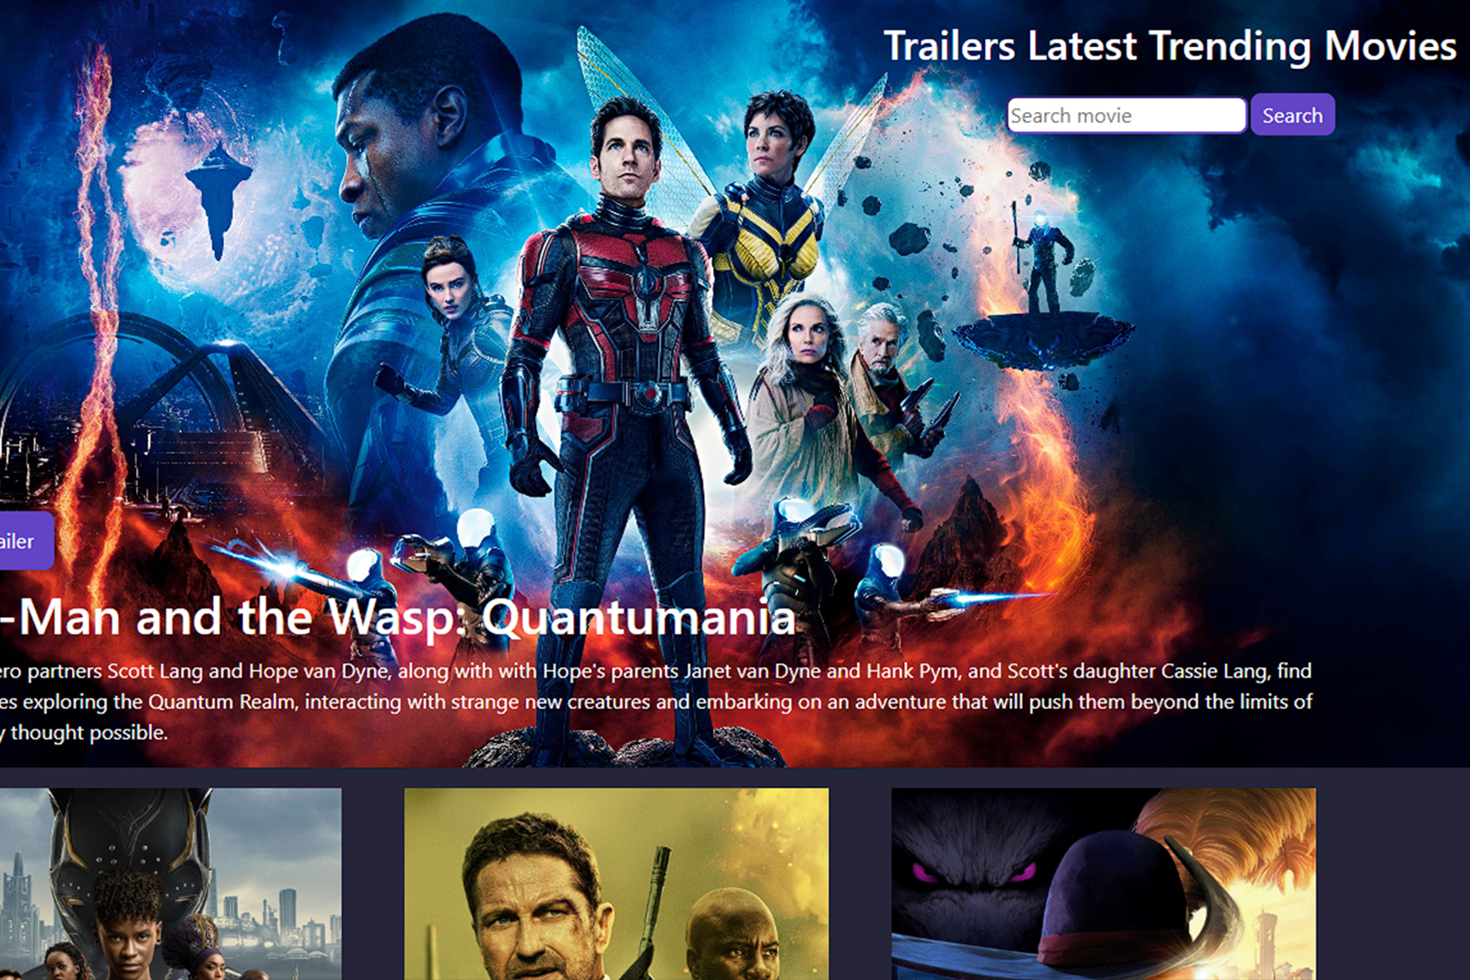 Trailers Latest Trending Movies
Search movie
Search
ailer
-Man and the Wasp: Quantumania
ero partners Scott Lang and Hope van Dyne, along with with Hope's parents Janet van Dyne and Hank Pym, and Scott's daughter Cassie Lang, find
es exploring the Quantum Realm, interacting with strange new creatures and embarking on an adventure that will push them beyond the limits of
y thought possible.